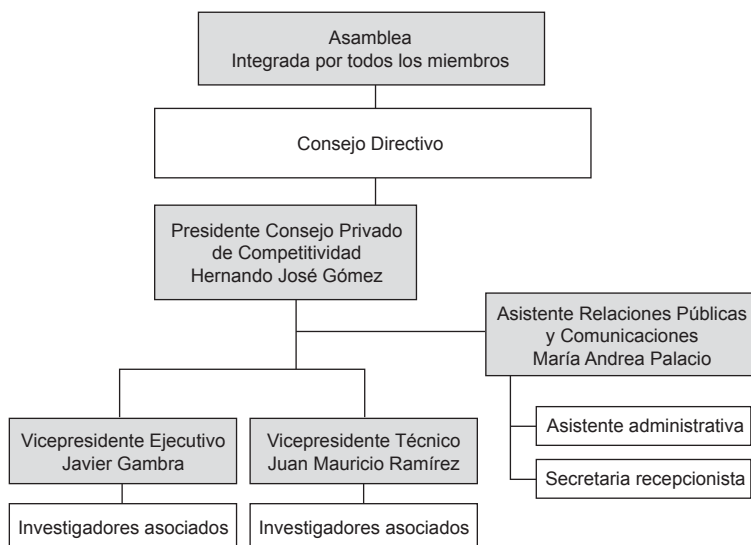 Asamblea
Integrada por todos los miembros
Consejo Directivo
Presidente Consejo Privado
de Competitividad
Hernando José Gómez
Asistente Relaciones Públicas
y Comunicaciones
María Andrea Palacio
Asistente administrativa
Secretaria recepcionista
Vicepresidente Ejecutivo
Javier Gambra
Vicepresidente Técnico
Juan Mauricio Ramírez
Investigadores asociados
Investigadores asociados